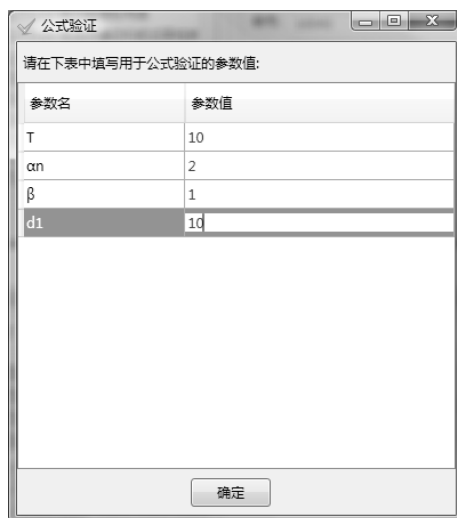 公式验证
请在下表中填写用于公式验证的参数值:
参数名 参数值
T 10
αn 2
β 1
d1 10
确定